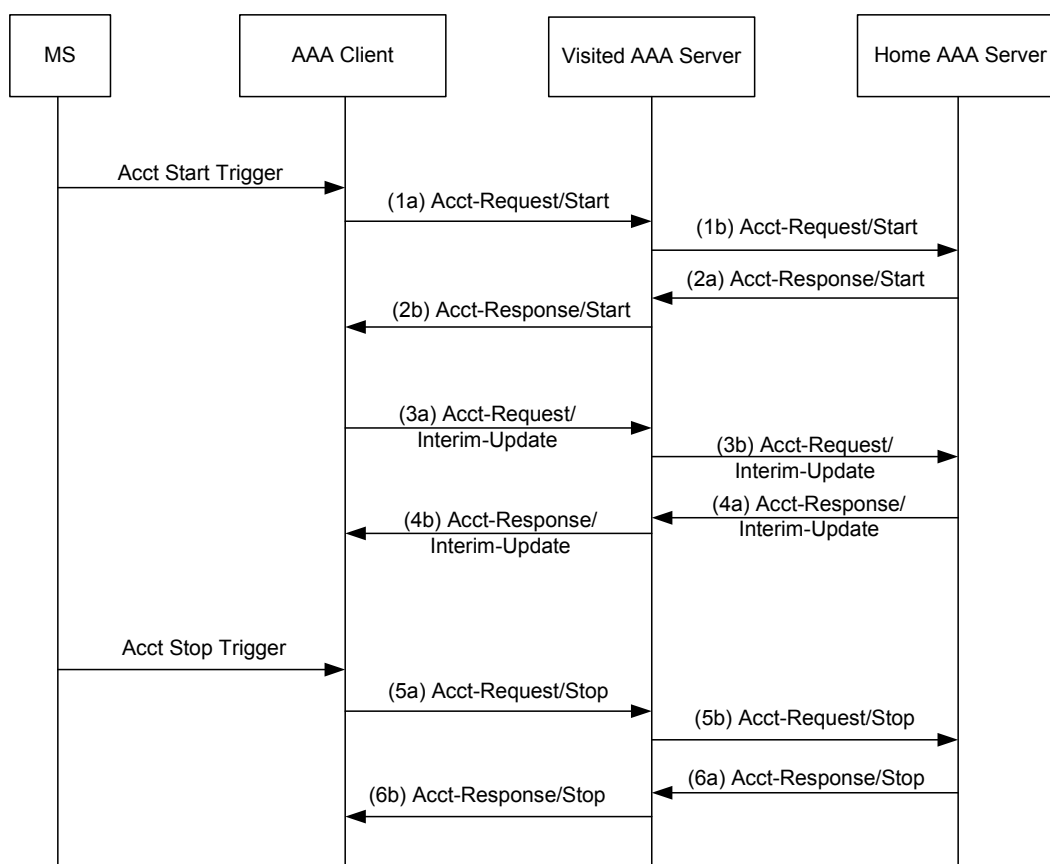 MS
AAA Client
Visited AAA Server
Home AAA Server
Acct Start Trigger
(1a) Acct-Request/Start
(1b) Acct-Request/Start
(2a) Acct-Response/Start
(2b) Acct-Response/Start
(3a) Acct-Request/
Interim-Update
(3b) Acct-Request/
Interim-Update
(4a) Acct-Response/
Interim-Update
(4b) Acct-Response/
Interim-Update
Acct Stop Trigger
(5a) Acct-Request/Stop
(5b) Acct-Request/Stop
(6a) Acct-Response/Stop
(6b) Acct-Response/Stop